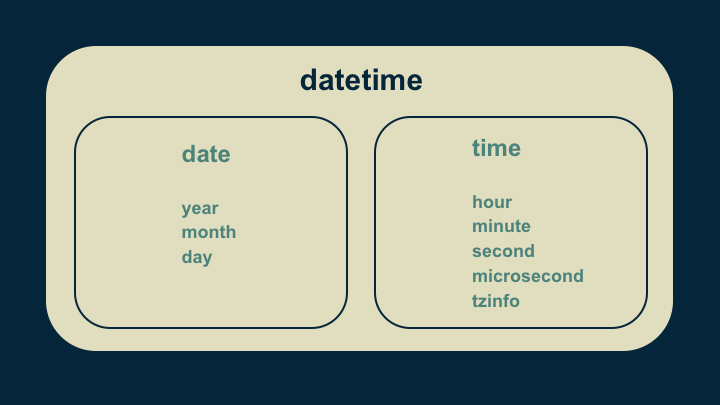 datetime
date
year
month
day
time
hour
minute
second
microsecond
tzinfo